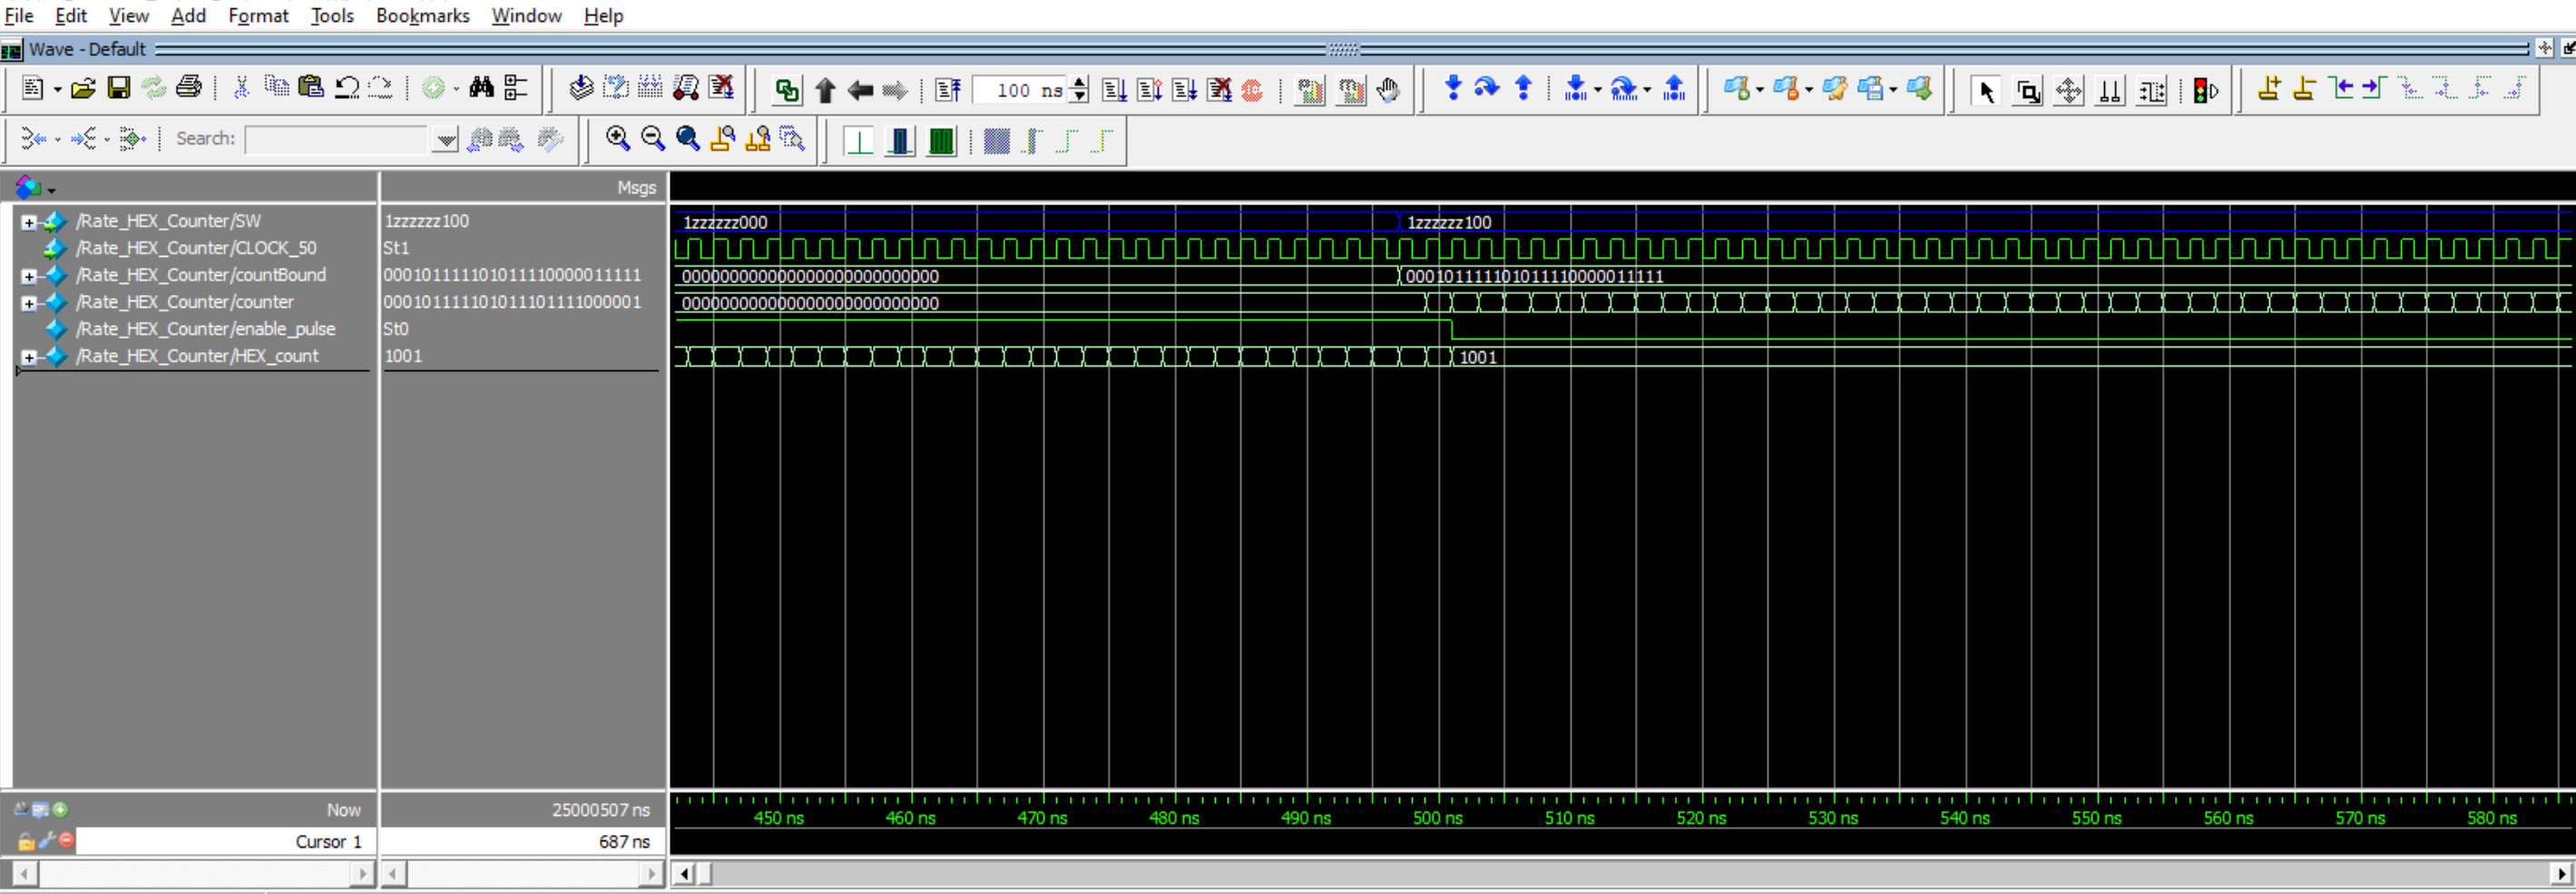 File Edit View Add Format Tools Bookmarks Window Help
Wave - Default
100 ns
Search:
Msgs
/Rate_HEX_Counter/SW 1zzzzzz100 1zzzzzz000 1zzzzzz100
/Rate_HEX_Counter/CLOCK_50 St1
/Rate_HEX_Counter/countBound 00010111110101111000011111 00000000000000000000000000 00010111110101111000011111
/Rate_HEX_Counter/counter 00010111110101110111000001 00000000000000000000000000
/Rate_HEX_Counter/enable_pulse St0
/Rate_HEX_Counter/HEX_count 1001 1001
Now 25000507 ns
450 ns 460 ns 470 ns 480 ns 490 ns 500 ns 510 ns 520 ns 530 ns 540 ns 550 ns 560 ns 570 ns 580 ns
Cursor 1 687 ns